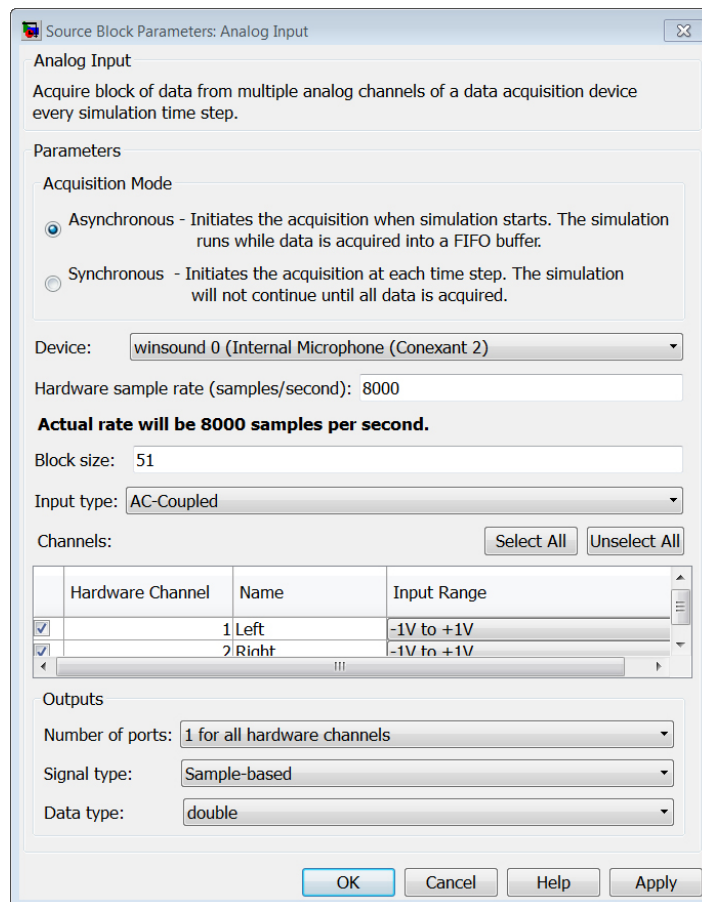 Source Block Parameters: Analog Input
Analog Input
Acquire block of data from multiple analog channels of a data acquisition device
every simulation time step.
Parameters
Acquisition Mode
Asynchronous - Initiates the acquisition when simulation starts. The simulation
runs while data is acquired into a FIFO buffer.
Synchronous - Initiates the acquisition at each time step. The simulation
will not continue until all data is acquired.
Device: winsound 0 (Internal Microphone (Conexant 2)
Hardware sample rate (samples/second): 8000
Actual rate will be 8000 samples per second.
Block size: 51
Input type: AC-Coupled
Channels: Select All Unselect All
Hardware Channel Name Input Range
1 Left -1V to +1V
2 Right -1V to +1V
Outputs
Number of ports: 1 for all hardware channels
Signal type: Sample-based
Data type: double
OK Cancel Help Apply